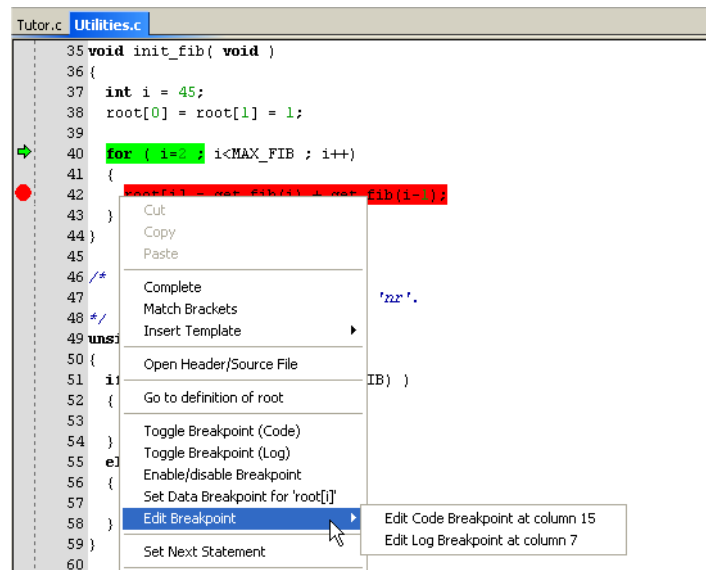 Tutor.c Utilities.c
35 void init_fib( void )
36 {
37 int i = 45;
38 root[0] = root[1] = 1;
39
40 for ( i=2 ; i<MAX_FIB ; i++)
41 {
42 root[i] = get_fib(i) + get_fib(i-1);
43 }
44 }
45
46 /*
47 'nr'.
48 */
49 unsi
50 {
51 if IB) )
52 {
53
54 }
55 el
56 {
57
58 }
59 }
60
Cut
Copy
Paste
Complete
Match Brackets
Insert Template
Open Header/Source File
Go to definition of root
Toggle Breakpoint (Code)
Toggle Breakpoint (Log)
Enable/disable Breakpoint
Set Data Breakpoint for 'root[i]'
Edit Breakpoint
Set Next Statement
Edit Code Breakpoint at column 15
Edit Log Breakpoint at column 7